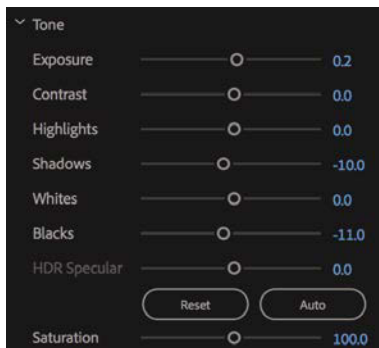 Tone
Exposure 0.2
Contrast 0.0
Highlights 0.0
Shadows -10.0
Whites 0.0
Blacks -11.0
HDR Specular 0.0
Reset Auto
Saturation 100.0